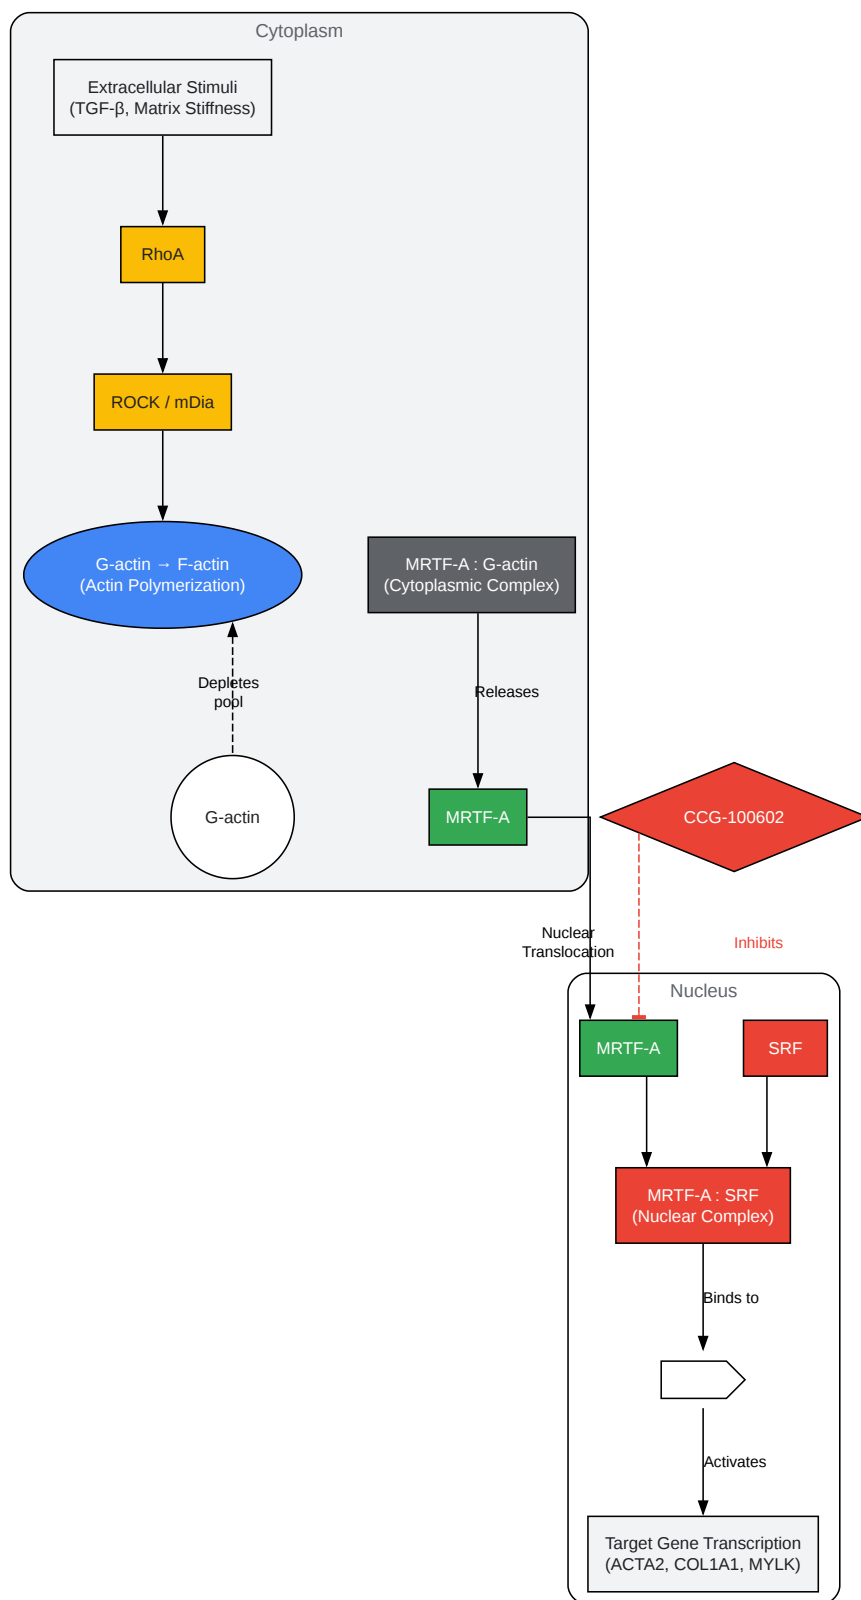 Cytoplasm
Extracellular Stimuli
(TGF-β, Matrix Stiffness)
RhoA
ROCK / mDia
G-actin → F-actin
(Actin Polymerization)
MRTF-A : G-actin
(Cytoplasmic Complex)
Depletes
pool
Releases
G-actin
MRTF-A
CCG-100602
Nuclear
Translocation
Inhibits
Nucleus
MRTF-A
SRF
MRTF-A : SRF
(Nuclear Complex)
Binds to
Activates
Target Gene Transcription
(ACTA2, COL1A1, MYLK)